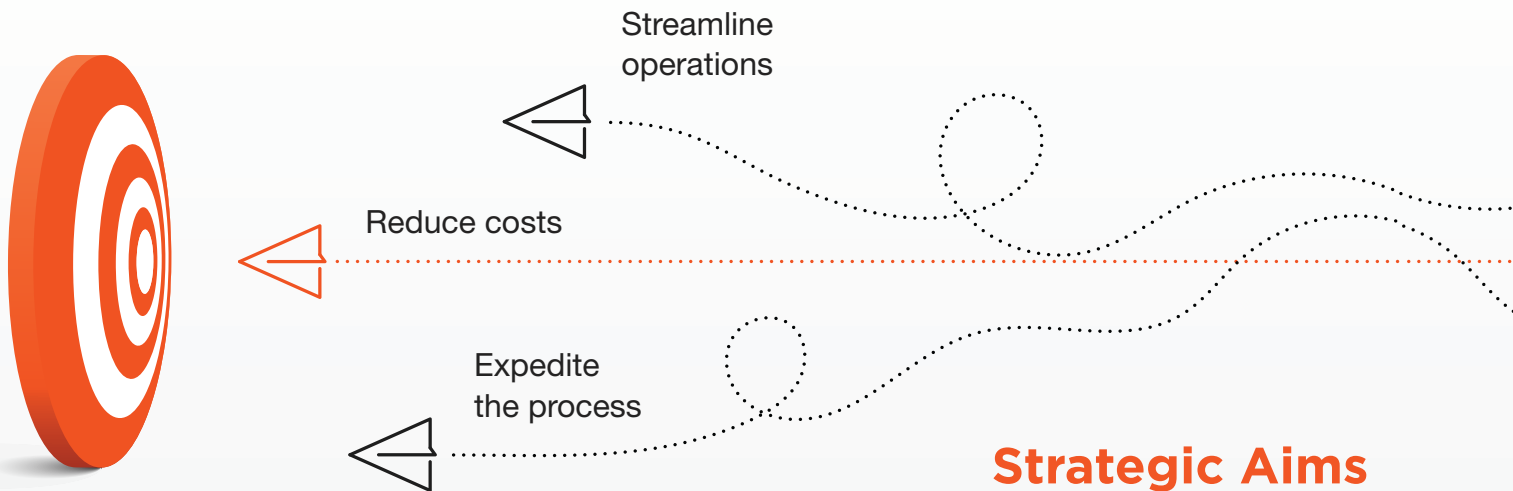 Streamline
operations
Reduce costs
Expedite
the process
Strategic Aims